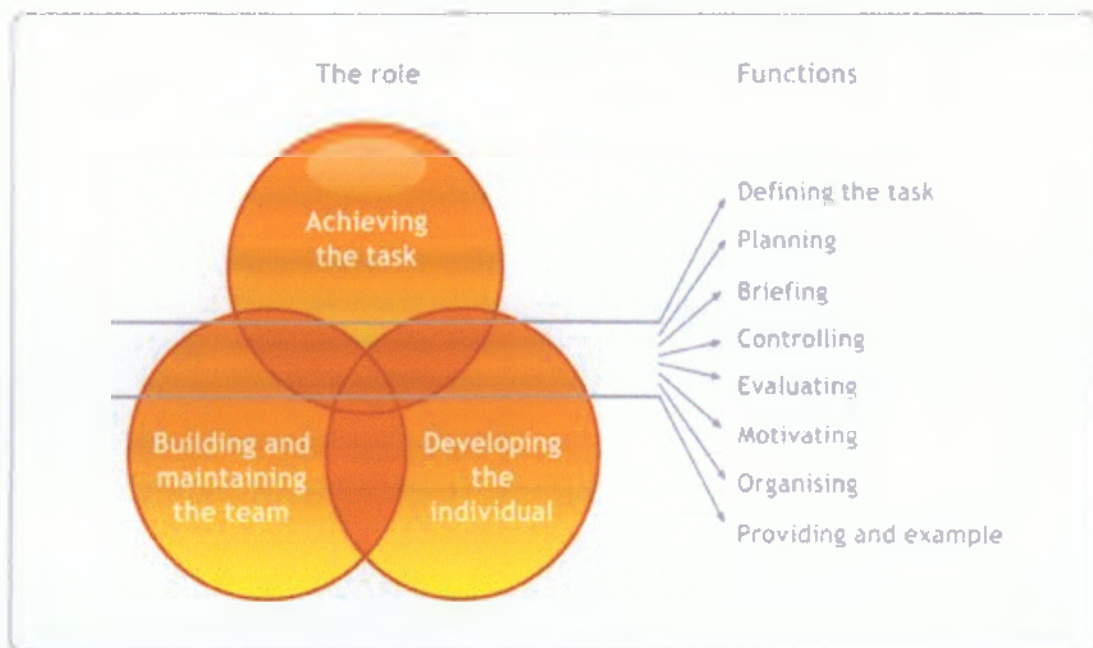 The role
Functions
Achieving
the task
Building and
maintaining
the team
Developing
the
individual
Defining the task
Planning
Briefing
Controlling
Evaluating
Motivating
Organising
Providing and example